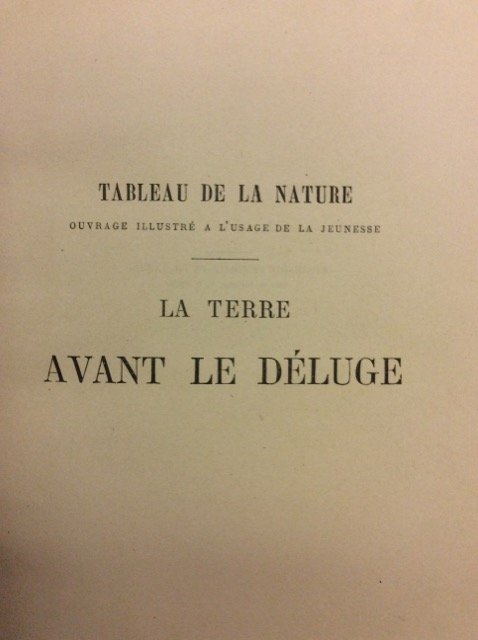 TABLEAU DE LA NATURE
OUVRAGE ILLUSTRÉ A L'USAGE DE LA JEUNESSE
LA TERRE
AVANT LE DÉLUGE